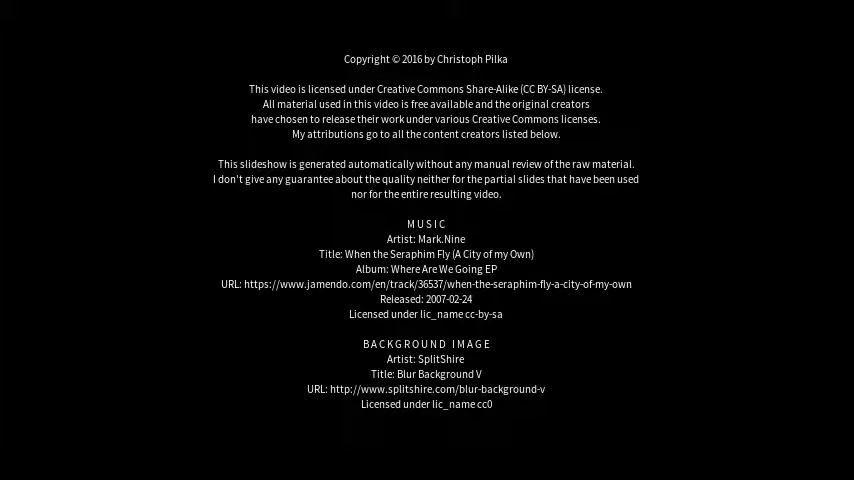 Copyright © 2016 by Christoph Pilka
This video is licensed under Creative Commons Share-Alike (CC BY-SA) license.
All material used in this video is free available and the original creators
have chosen to release their work under various Creative Commons licenses.
My attributions go to all the content creators listed below.
This slideshow is generated automatically without any manual review of the raw material.
I don't give any guarantee about the quality neither for the partial slides that have been used
nor for the entire resulting video.
MUSIC
Artist: Mark.Nine
Title: When the Seraphim Fly (A City of my Own)
Album: Where Are We Going EP
URL: https://www.jamendo.com/en/track/36537/when-the-seraphim-fly-a-city-of-my-own
Released: 2007-02-24
Licensed under lic_name cc-by-sa
BACKGROUND IMAGE
Artist: SplitShire
Title: Blur Background V
URL: http://www.splitshire.com/blur-background-v
Licensed under lic_name cc0